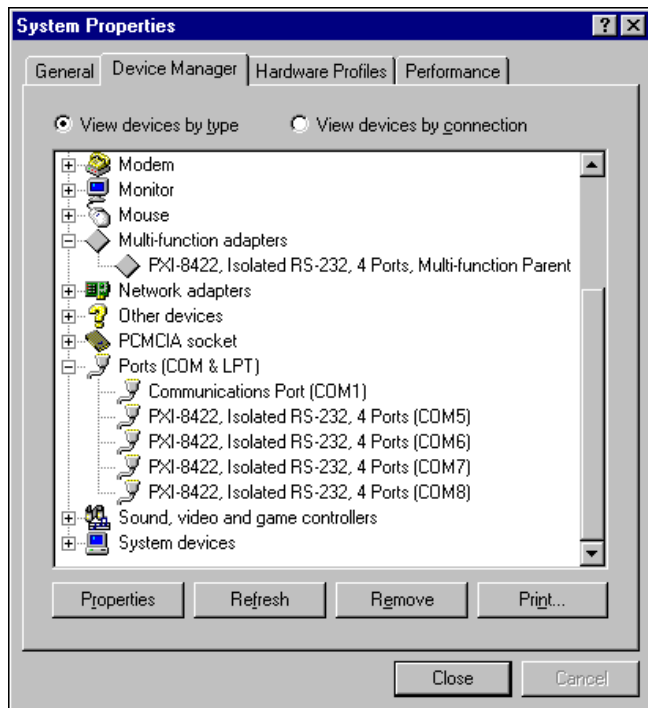 System Properties
General Device Manager Hardware Profiles Performance
View devices by type View devices by connection
Modem
Monitor
Mouse
Multi-function adapters
PXI-8422, Isolated RS-232, 4 Ports, Multi-function Parent
Network adapters
Other devices
PCMCIA socket
Ports (COM & LPT)
Communications Port (COM1)
PXI-8422, Isolated RS-232, 4 Ports (COM5)
PXI-8422, Isolated RS-232, 4 Ports (COM6)
PXI-8422, Isolated RS-232, 4 Ports (COM7)
PXI-8422, Isolated RS-232, 4 Ports (COM8)
Sound, video and game controllers
System devices
Properties Refresh Remove Print...
Close Cancel